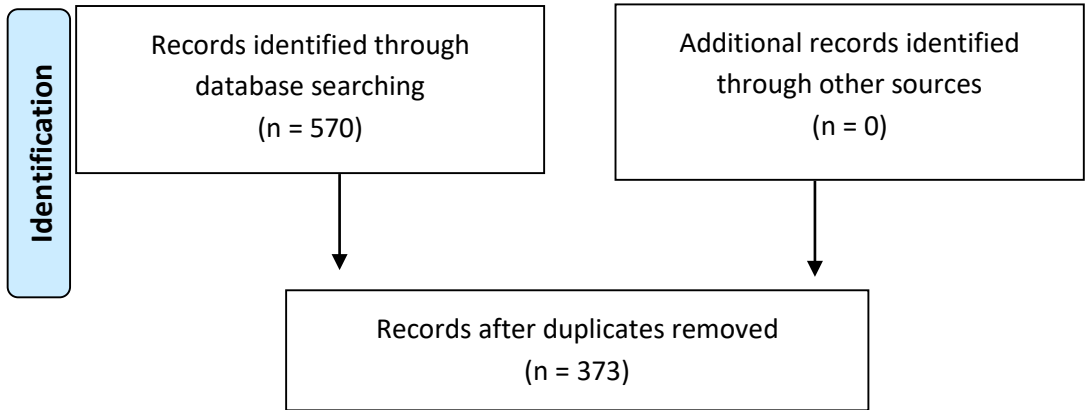 Identification
Records identified through
database searching
(n = 570)
Additional records identified
through other sources
(n = 0)
Records after duplicates removed
(n = 373)